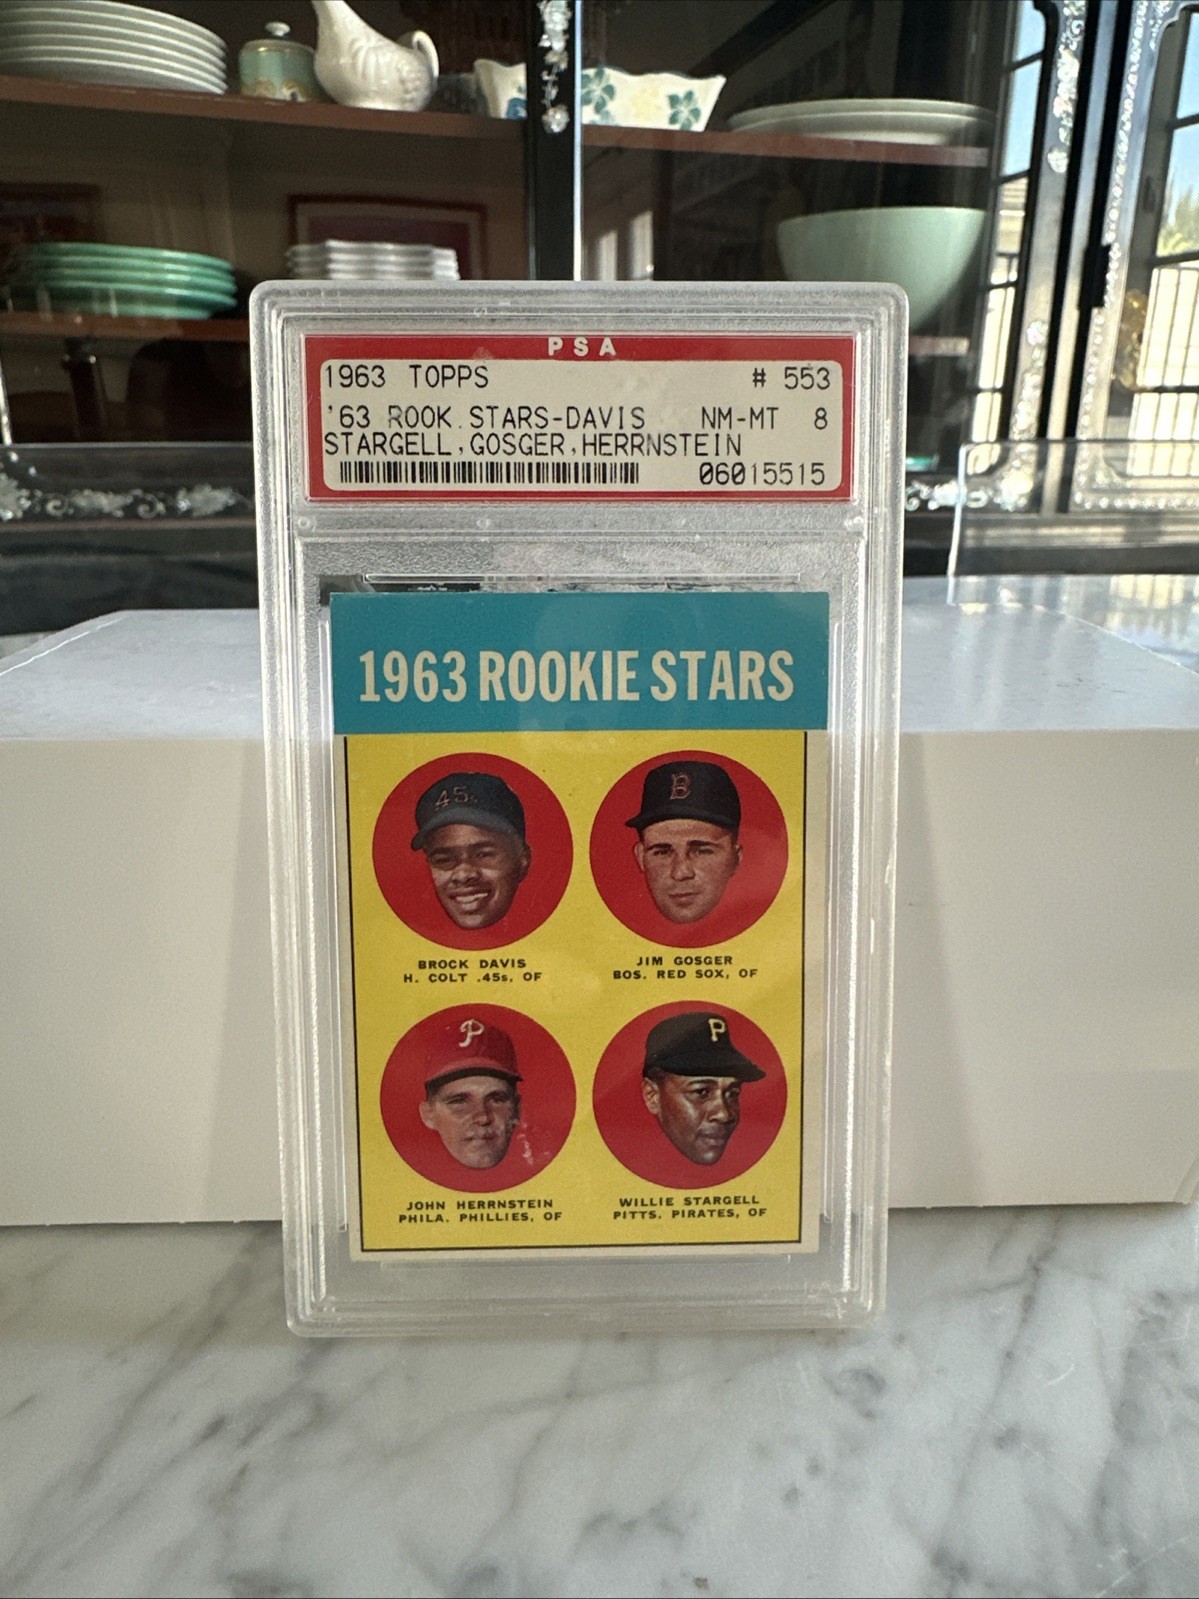 PSA
1963 TOPPS # 553
'63 ROOK.STARS-DAVIS NM-MT 8
STARGELL,GOSGER,HERRNSTEIN
06015515
1963 ROOKIE STARS
45s
B
BROCK DAVIS
H. COLT .45s, OF
JIM GOSGER
BOS. RED SOX, OF
P
P
JOHN HERRNSTEIN
PHILA. PHILLIES, OF
WILLIE STARGELL
PITTS. PIRATES, OF